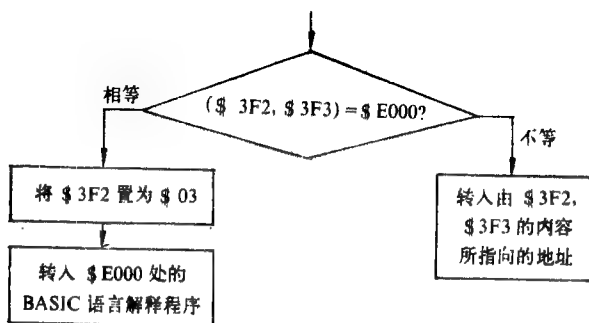 ($ 3F2, $ 3F3) = $ E000?
相等
不等
将 $ 3F2 置为 $ 03
转入 $ E000 处的
BASIC 语言解释程序
转入由 $ 3F2,
$ 3F3 的内容
所指向的地址